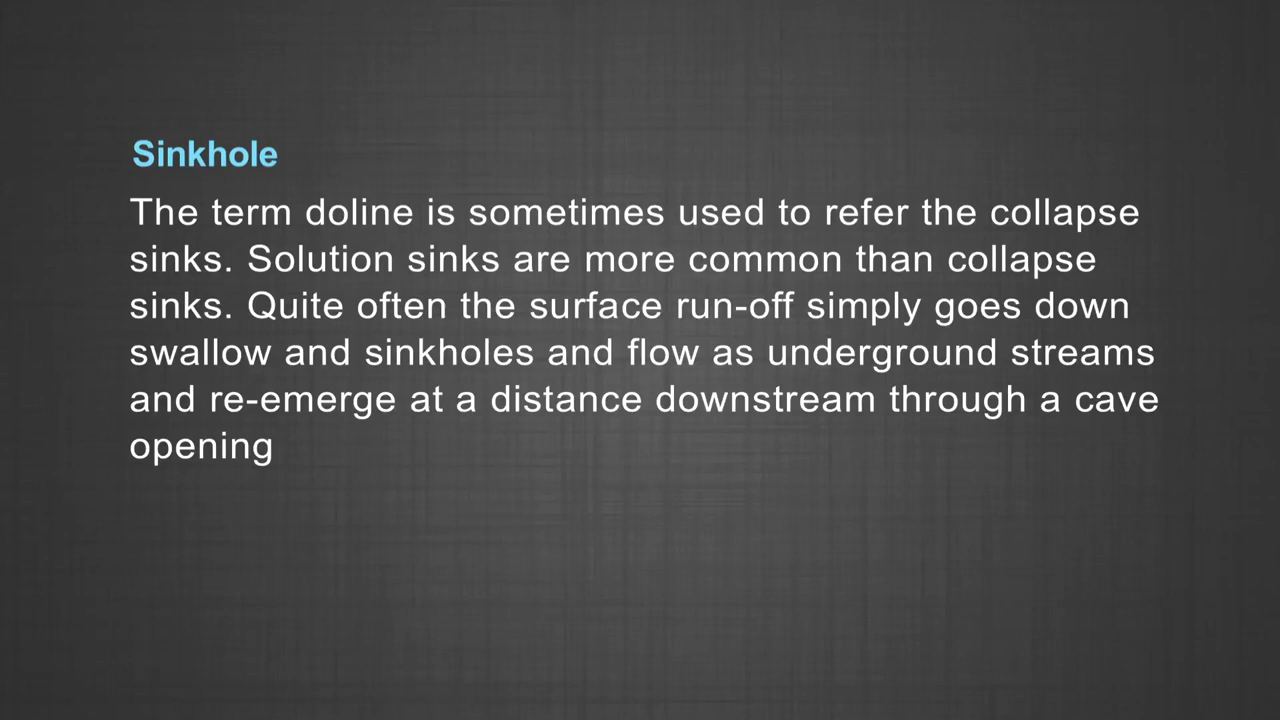 Sinkhole
The term doline is sometimes used to refer the collapse
sinks. Solution sinks are more common than collapse
sinks. Quite often the surface run-off simply goes down
swallow and sinkholes and flow as underground streams
and re-emerge at a distance downstream through a cave
opening